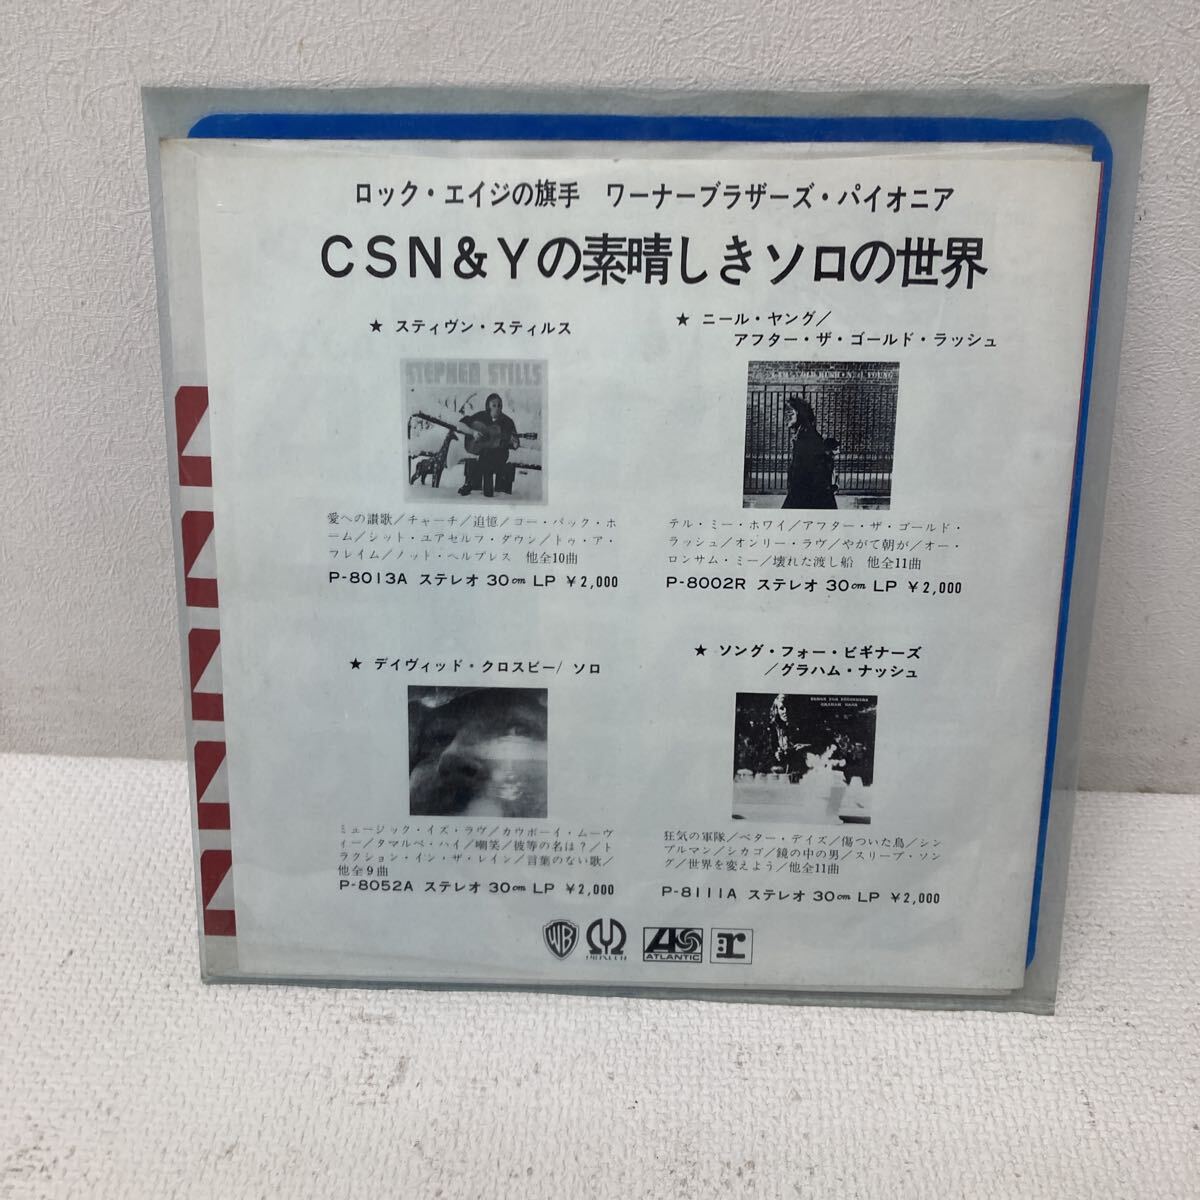 ロック・エイジの旗手　ワーナーブラザーズ・パイオニア
CSN&Yの素晴しきソロの世界
★ スティヴン・スティルス
STEPHEN STILLS
愛への讃歌／チャーチ／追憶／ゴー・バック・ホ
ーム／シット・ユアセルフ・ダウン／トゥ・ア・
フレイム／ノット・ヘルプレス　他全10曲
P-8013A ステレオ 30cm LP ￥2,000
★ ニール・ヤング／
アフター・ザ・ゴールド・ラッシュ
GOLD RUSH・NEIL YOUNG
テル・ミー・ホワイ／アフター・ザ・ゴールド・
ラッシュ／オンリー・ラヴ／やがて朝が／オー・
ロンサム・ミー／壊れた渡し船　他全11曲
P-8002R ステレオ 30cm LP ￥2,000
★ デイヴィッド・クロスビー/ ソロ
ミュージック・イズ・ラヴ／カウボーイ・ムーヴ
ィー／タマルペ・ハイ／嘲笑／彼等の名は？／ト
ラクション・イン・ザ・レイン／言葉のない歌／
他全9曲
P-8052A ステレオ 30cm LP ￥2,000
★ ソング・フォー・ビギナーズ
／グラハム・ナッシュ
SONGS FOR BEGINNERS
GRAHAM NASH
狂気の軍隊／ベター・デイズ／傷ついた鳥／シン
プルマン／シカゴ／鏡の中の男／スリープ・ソン
グ／世界を変えよう／他全11曲
P-8111A ステレオ 30cm LP ￥2,000
WB PIONEER ATLANTIC r